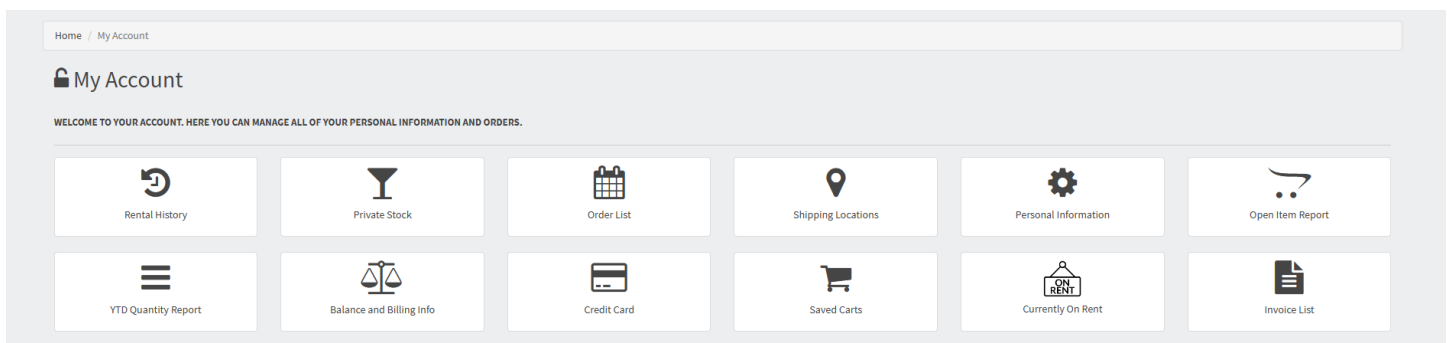 Home / My Account
My Account
WELCOME TO YOUR ACCOUNT. HERE YOU CAN MANAGE ALL OF YOUR PERSONAL INFORMATION AND ORDERS.
Rental History
Private Stock
Order List
Shipping Locations
Personal Information
Open Item Report
YTD Quantity Report
Balance and Billing Info
Credit Card
Saved Carts
ON
RENT
Currently On Rent
Invoice List